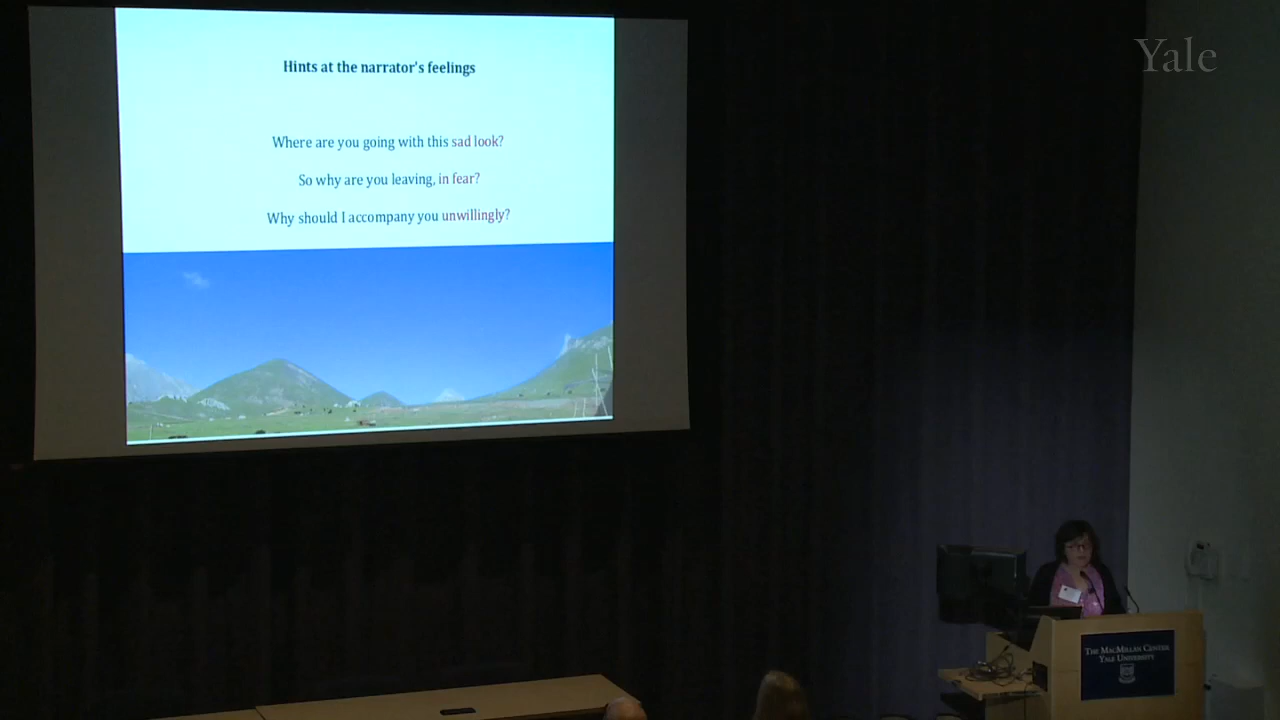 Hints at the narrator's feelings
Where are you going with this sad look?
So why are you leaving, in fear?
Why should I accompany you unwillingly?
Yale
THE MACMILLAN CENTER
YALE UNIVERSITY